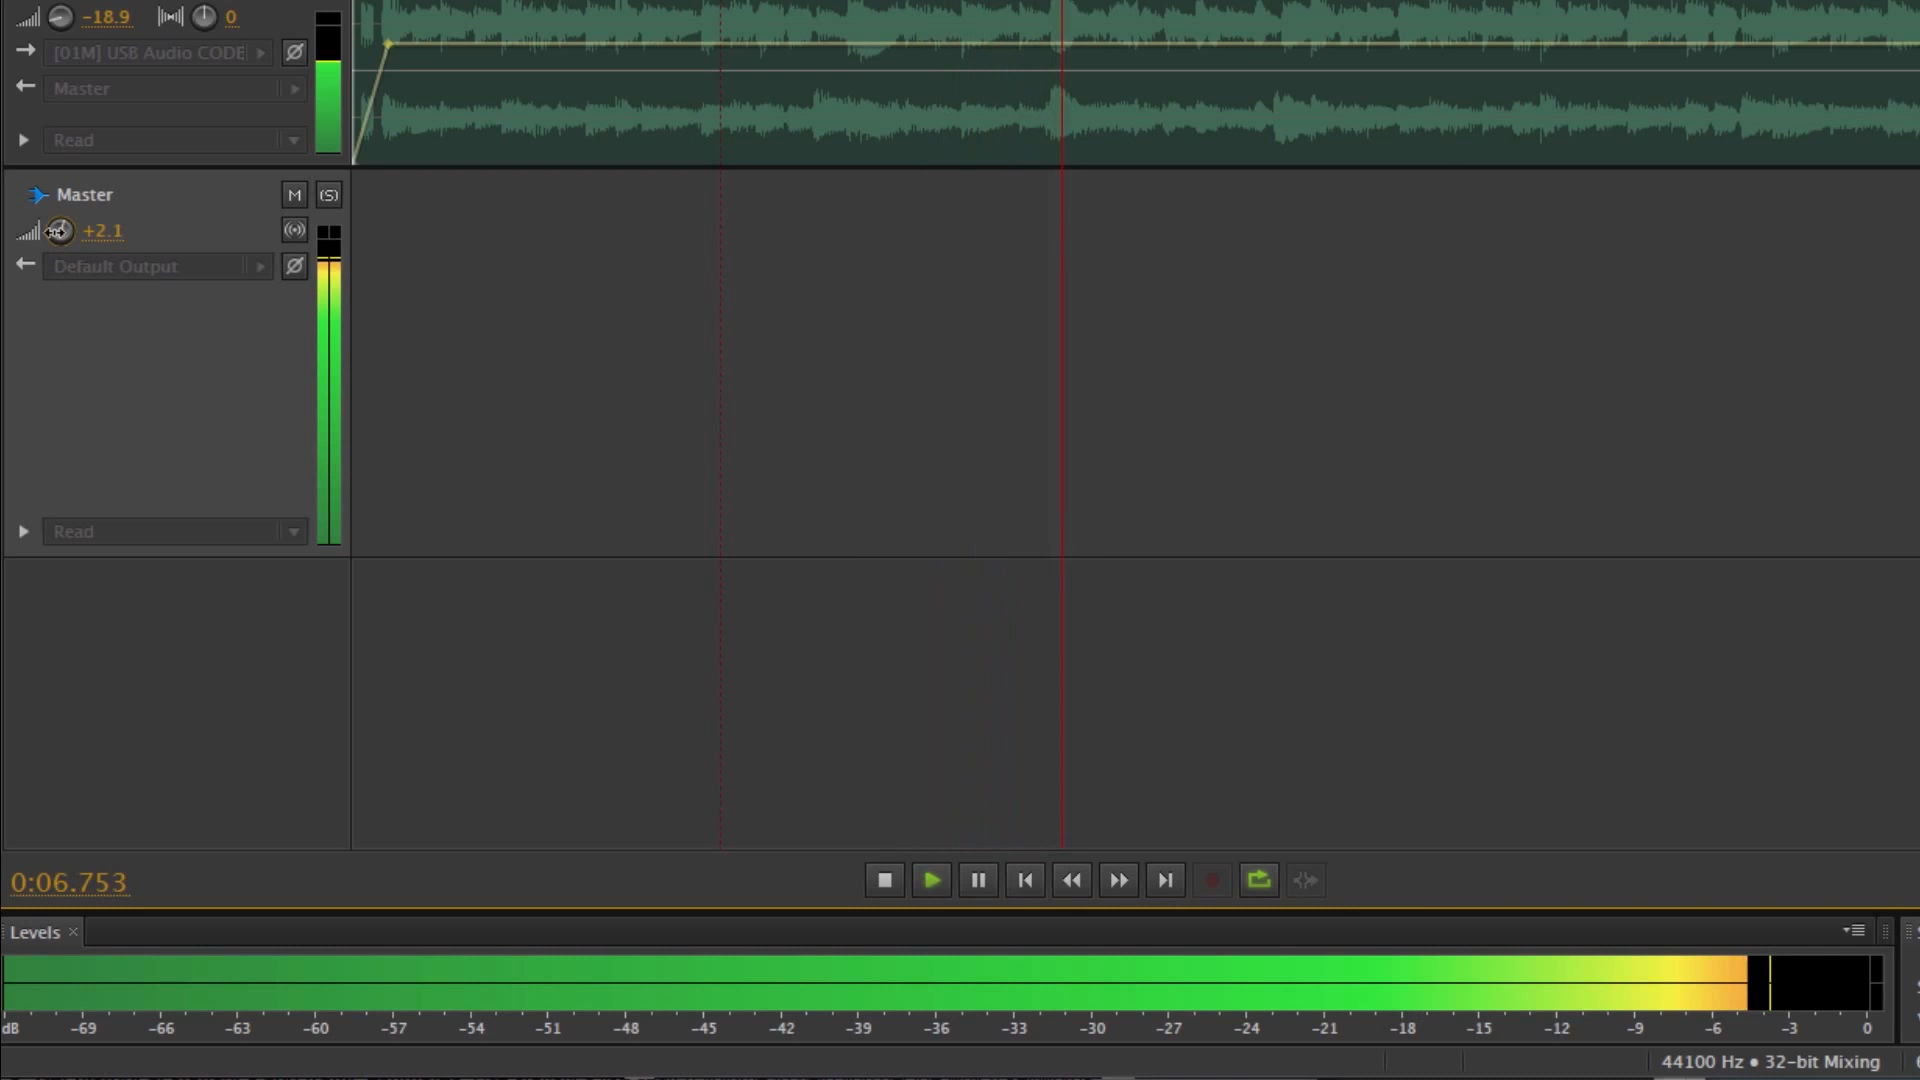 -18.9 0
[01M] USB Audio CODE
Master
Read
Master M (S)
+2.1
Default Output
Read
0:06.753
Levels
dB -69 -66 -63 -60 -57 -54 -51 -48 -45 -42 -39 -36 -33 -30 -27 -24 -21 -18 -15 -12 -9 -6 -3 0
44100 Hz • 32-bit Mixing